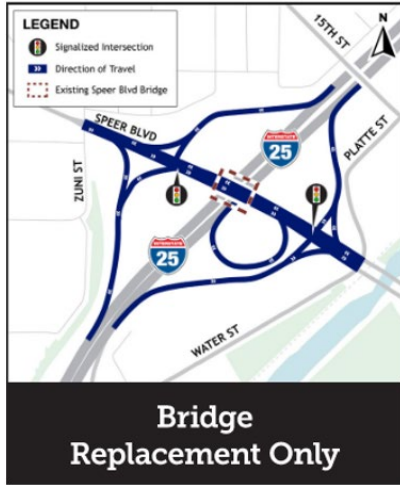 LEGEND
Signalized Intersection
Direction of Travel
Existing Speer Blvd Bridge
N
15TH ST
SPEER BLVD
INTERSTATE
25
PLATTE ST
ZUNI ST
INTERSTATE
25
WATER ST
Bridge
Replacement Only